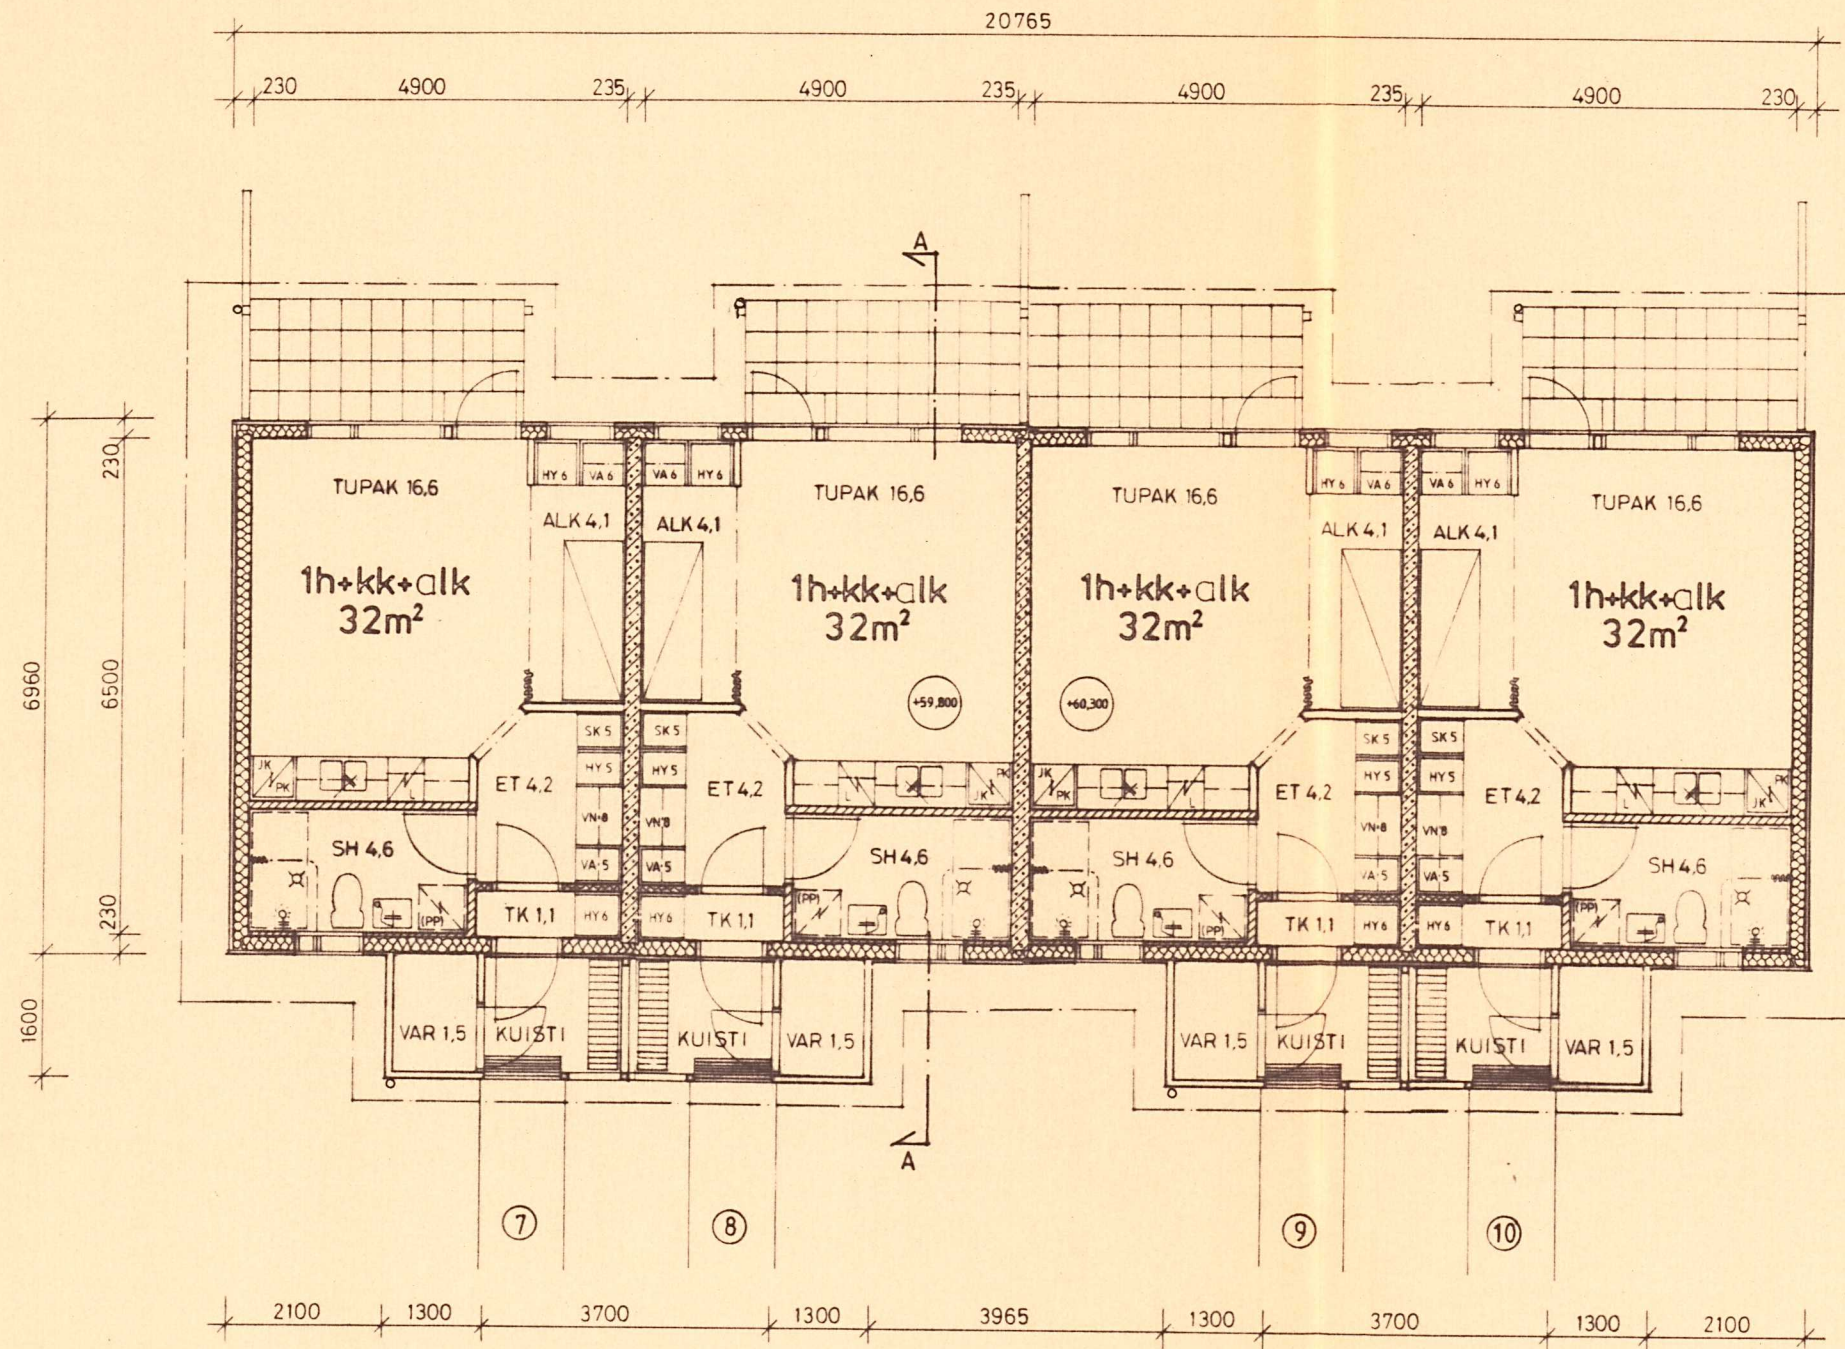 20765
230 4900 235 4900 235 4900 235 4900 230
A
HY 6 VA 6 VA 6 HY 6 HY 6 VA 6 VA 6 HY 6
TUPAK 16,6 TUPAK 16,6 TUPAK 16,6 TUPAK 16,6
ALK 4,1 ALK 4,1 ALK 4,1 ALK 4,1
1h+kk+alk 1h+kk+alk 1h+kk+alk 1h+kk+alk
32m² 32m² 32m² 32m²
230
6960 6500
230
1600
+59,800 +60,300
SK 5 SK 5 SK 5 SK 5
JK PK L HY 5 HY 5 L JK PK JK PK L HY 5 HY 5 L JK PK
ET 4,2 ET 4,2 ET 4,2 ET 4,2
VN·8 VN·8 VN·8 VN·8
SH 4,6 VA·5 VA·5 SH 4,6 SH 4,6 VA·5 VA·5 SH 4,6
(PP) TK 1,1 HY 6 HY 6 TK 1,1 (PP) (PP) TK 1,1 HY 6 HY 6 TK 1,1 (PP)
VAR 1,5 KUISTI KUISTI VAR 1,5 VAR 1,5 KUISTI KUISTI VAR 1,5
A
7 8 9 10
2100 1300 3700 1300 3965 1300 3700 1300 2100